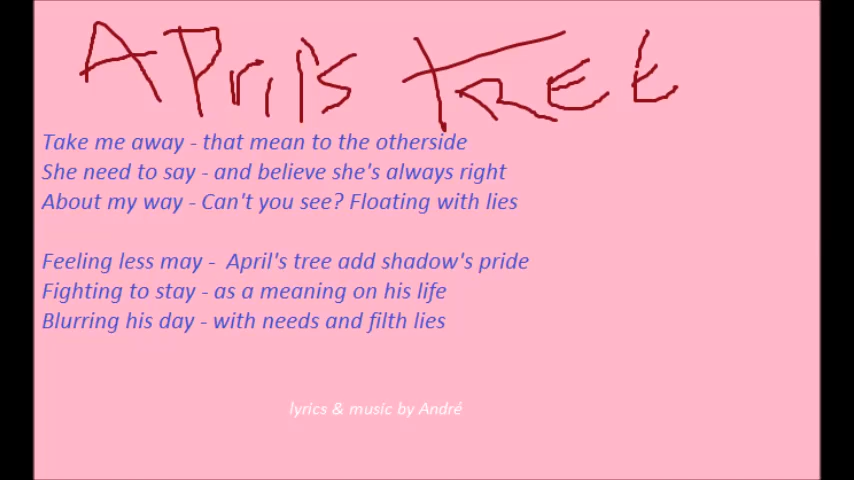 APril's TREE
Take me away - that mean to the otherside
She need to say - and believe she's always right
About my way - Can't you see? Floating with lies
Feeling less may -  April's tree add shadow's pride
Fighting to stay - as a meaning on his life
Blurring his day - with needs and filth lies
lyrics & music by André